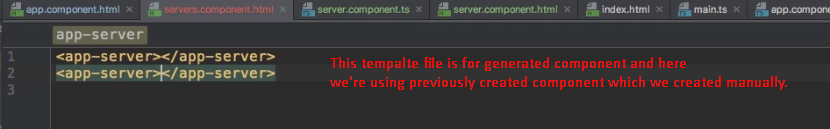 app.component.html × servers.component.html × server.component.ts × server.component.html × index.html × main.ts × app.compone
app-server
1 <app-server></app-server>
2 <app-server></app-server>
3
This tempalte file is for generated component and here
we're using previously created component which we created manually.